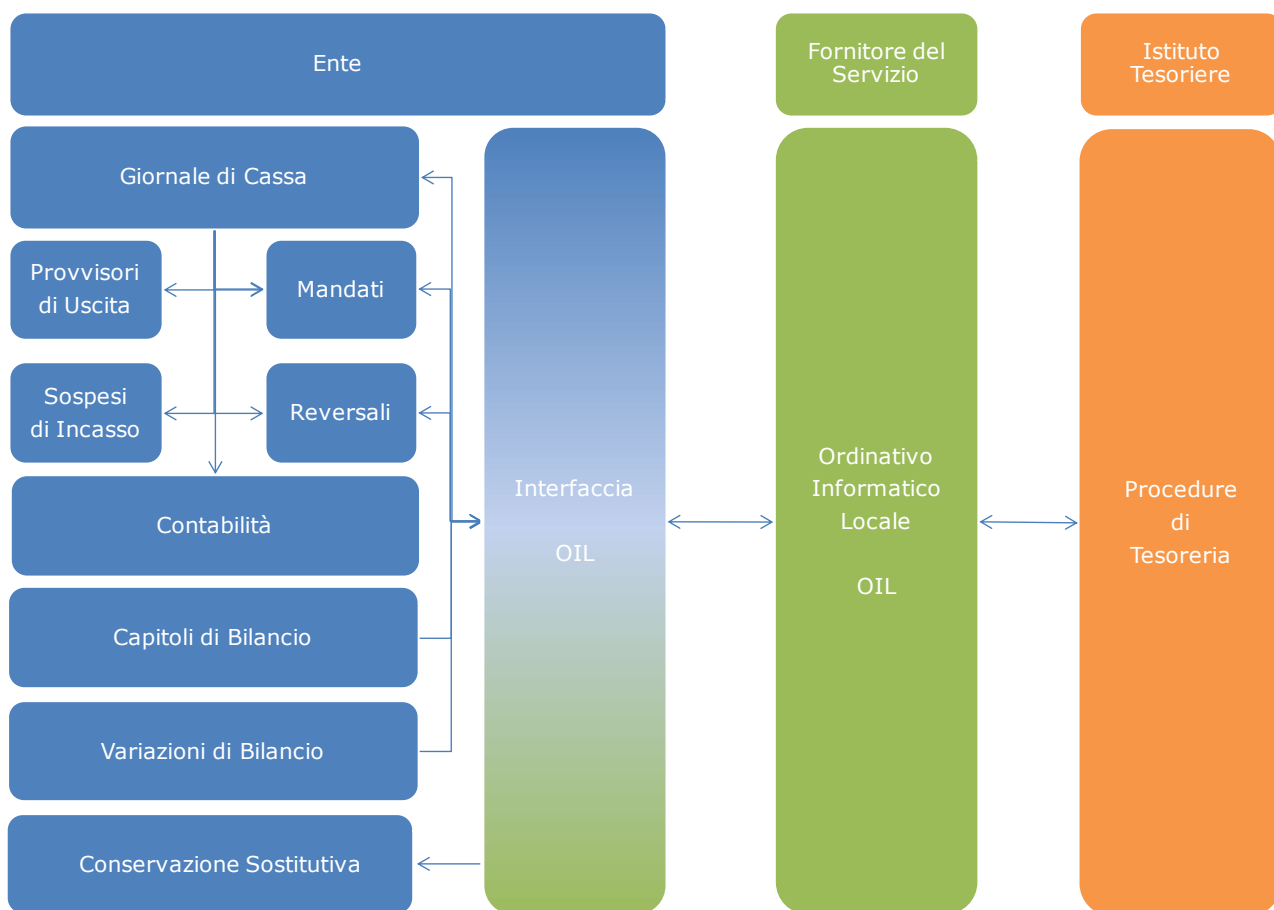 Ente
Fornitore del
Servizio
Istituto
Tesoriere
Giornale di Cassa
Provvisori
di Uscita
Mandati
Sospesi
di Incasso
Reversali
Contabilità
Capitoli di Bilancio
Variazioni di Bilancio
Conservazione Sostitutiva
Interfaccia
OIL
Ordinativo
Informatico
Locale
OIL
Procedure
di
Tesoreria